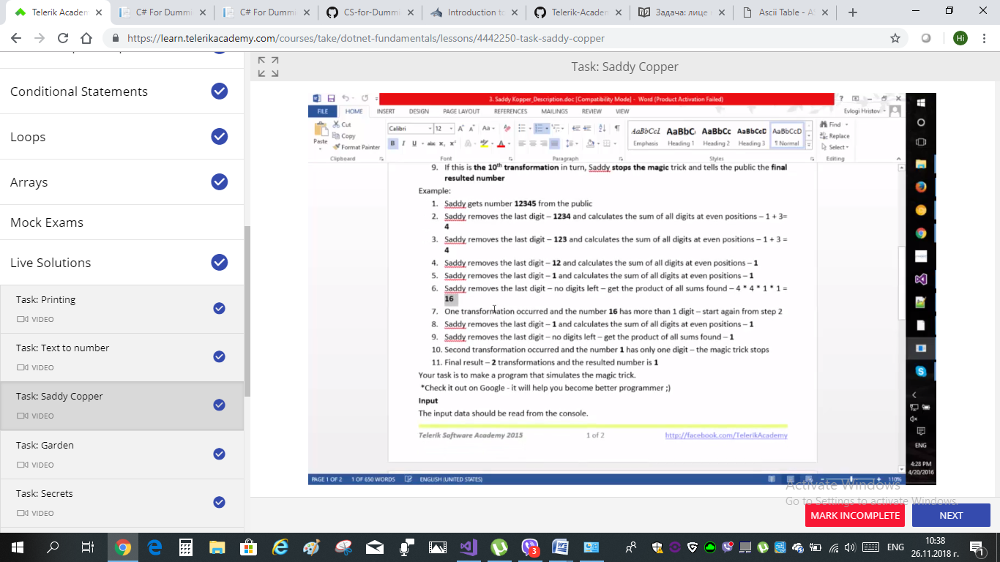 Telerik Academ
C# For Dummi
C# For Dummi
CS-for-Dummi
Introduction to
Telerik-Academ
Задача: лице
Ascii Table - AS
https://learn.telerikacademy.com/courses/take/dotnet-fundamentals/lessons/4442250-task-saddy-copper
Hi
Conditional Statements
Loops
Arrays
Mock Exams
Live Solutions
Task: Printing
VIDEO
Task: Text to number
VIDEO
Task: Saddy Copper
VIDEO
Task: Garden
VIDEO
Task: Secrets
VIDEO
Task: Saddy Copper
3. Saddy Kopper_Description.doc [Compatibility Mode] - Word (Product Activation Failed)
FILE HOME INSERT DESIGN PAGE LAYOUT REFERENCES MAILINGS REVIEW VIEW
Evlogi Hristov
Paste
Cut
Copy
Format Painter
Clipboard
Calibri 12
Font
Paragraph
AaBbCcL AaBbC AaBbCc AaBbCcD AaBbCcD
Emphasis Heading 1 Heading 2 Heading 3 ¶ Normal
Styles
Find
Replace
Select
Editing
9. If this is the 10th transformation in turn, Saddy stops the magic trick and tells the public the final
resulted number
Example:
1. Saddy gets number 12345 from the public
2. Saddy removes the last digit – 1234 and calculates the sum of all digits at even positions – 1 + 3=
4
3. Saddy removes the last digit – 123 and calculates the sum of all digits at even positions – 1 + 3 =
4
4. Saddy removes the last digit – 12 and calculates the sum of all digits at even positions – 1
5. Saddy removes the last digit – 1 and calculates the sum of all digits at even positions – 1
6. Saddy removes the last digit – no digits left – get the product of all sums found – 4 * 4 * 1 * 1 =
16
7. One transformation occurred and the number 16 has more than 1 digit – start again from step 2
8. Saddy removes the last digit – 1 and calculates the sum of all digits at even positions – 1
9. Saddy removes the last digit – no digits left – get the product of all sums found – 1
10. Second transformation occurred and the number 1 has only one digit – the magic trick stops
11. Final result – 2 transformations and the resulted number is 1
Your task is to make a program that simulates the magic trick.
*Check it out on Google - it will help you become better programmer ;)
Input
The input data should be read from the console.
Telerik Software Academy 2015 1 of 2 http://facebook.com/TelerikAcademy
PAGE 1 OF 2 1 OF 650 WORDS ENGLISH (UNITED STATES) 110%
ENG
4:28 PM
4/20/2016
Activate Windows
Go to Settings to activate Windows.
MARK INCOMPLETE
NEXT
3
ENG
10:38
26.11.2018 г.
1